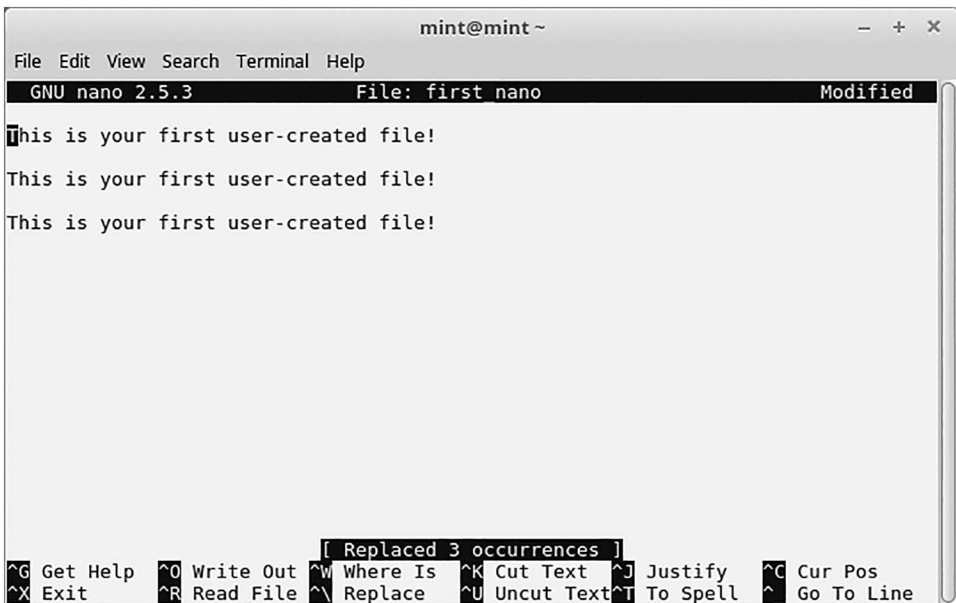 mint@mint ~
File Edit View Search Terminal Help
GNU nano 2.5.3 File: first_nano Modified
This is your first user-created file!
This is your first user-created file!
This is your first user-created file!
[ Replaced 3 occurrences ]
^G Get Help ^O Write Out ^W Where Is ^K Cut Text ^J Justify ^C Cur Pos
^X Exit ^R Read File ^\ Replace ^U Uncut Text ^T To Spell ^ Go To Line